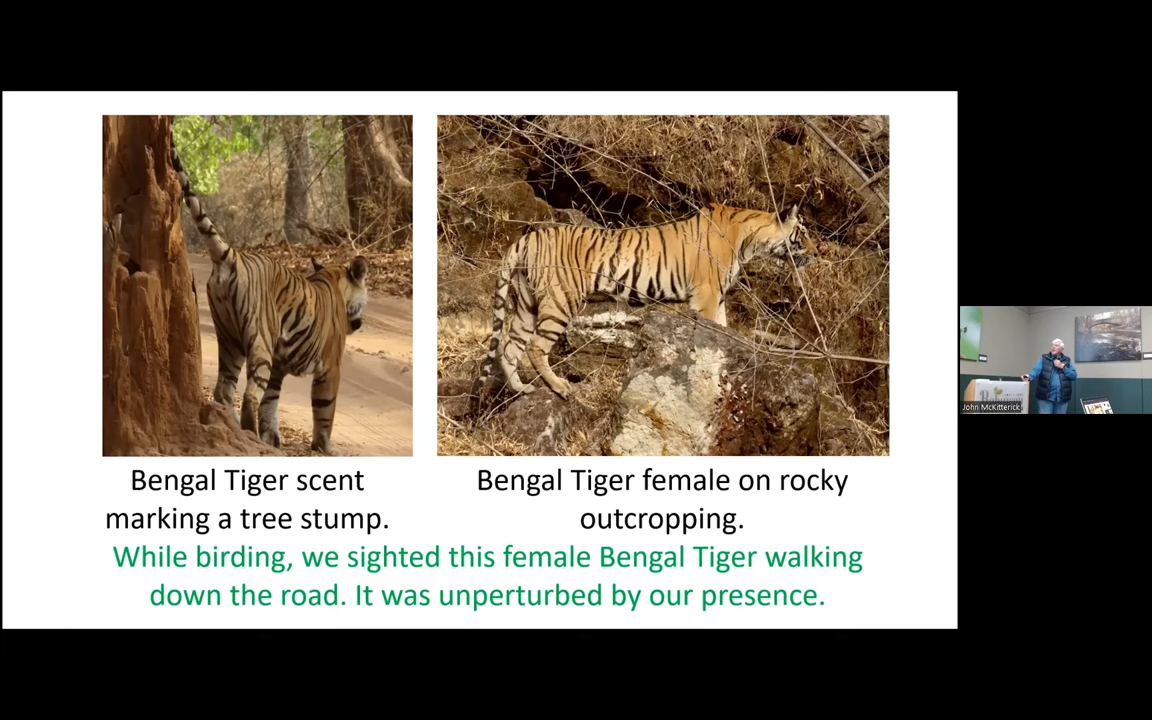 Bengal Tiger scent
marking a tree stump.
Bengal Tiger female on rocky
outcropping.
While birding, we sighted this female Bengal Tiger walking
down the road. It was unperturbed by our presence.
John McKitterick